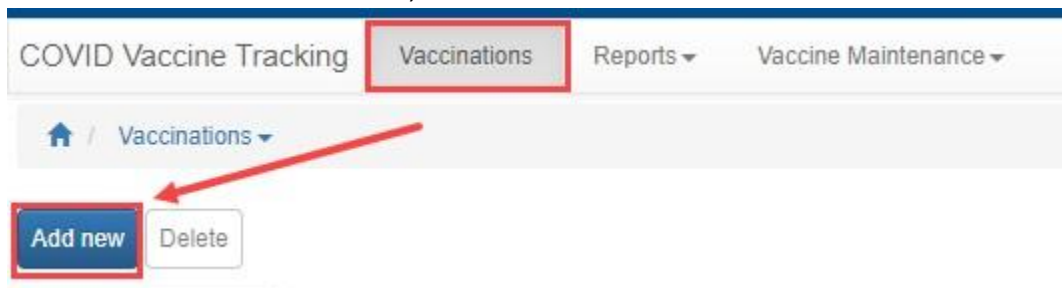 COVID Vaccine Tracking Vaccinations Reports Vaccine Maintenance
/ Vaccinations
Add new Delete